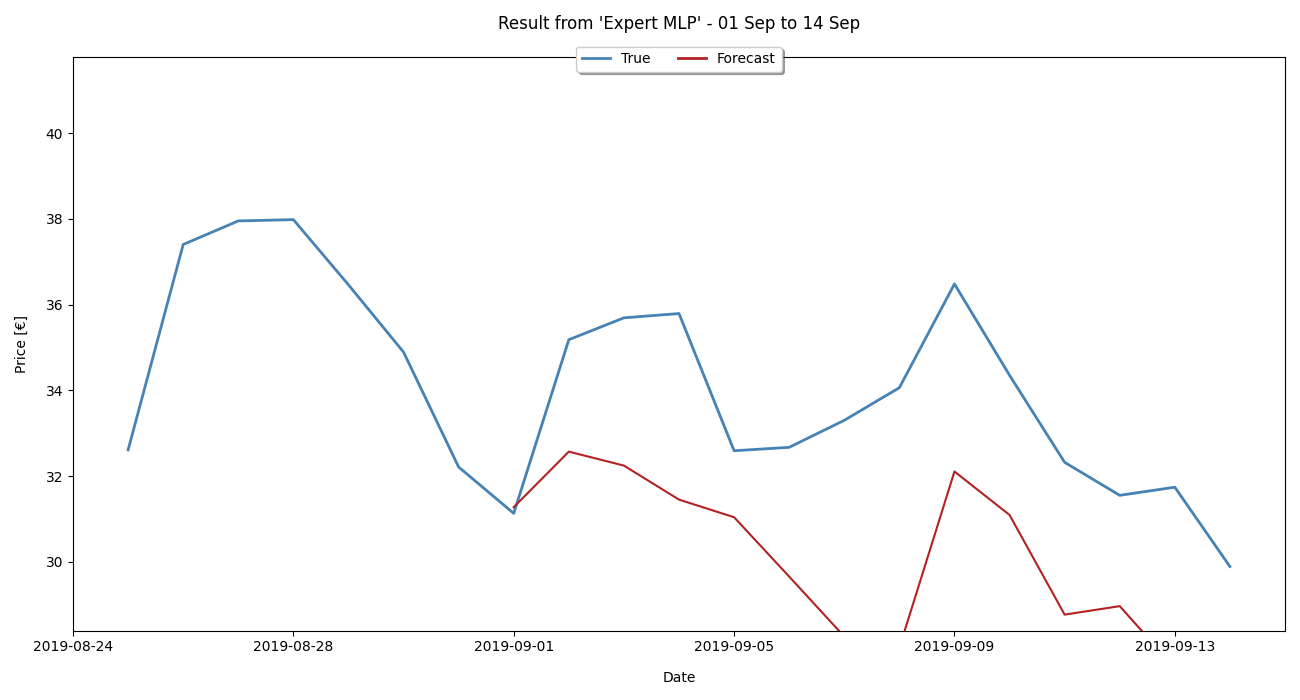 Result from 'Expert MLP' - 01 Sep to 14 Sep
True Forecast
40
38
36
34
32
30
Price [€]
2019-08-24 2019-08-28 2019-09-01 2019-09-05 2019-09-09 2019-09-13
Date